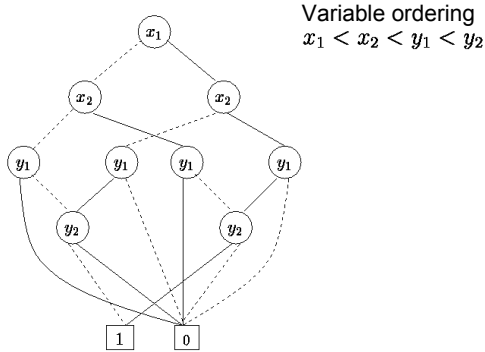 Variable ordering
x₁ < x₂ < y₁ < y₂
x₁
x₂ x₂
y₁ y₁ y₁ y₁
y₂ y₂
1 0